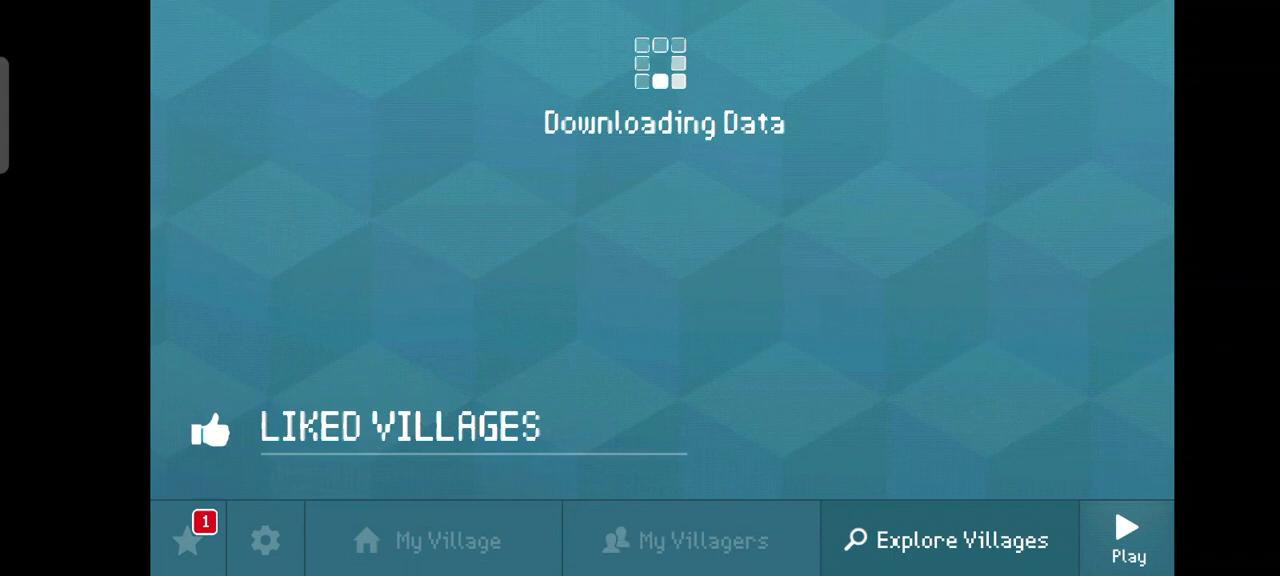 Downloading Data
LIKED VILLAGES
1
My Village
My Villagers
Explore Villages
Play